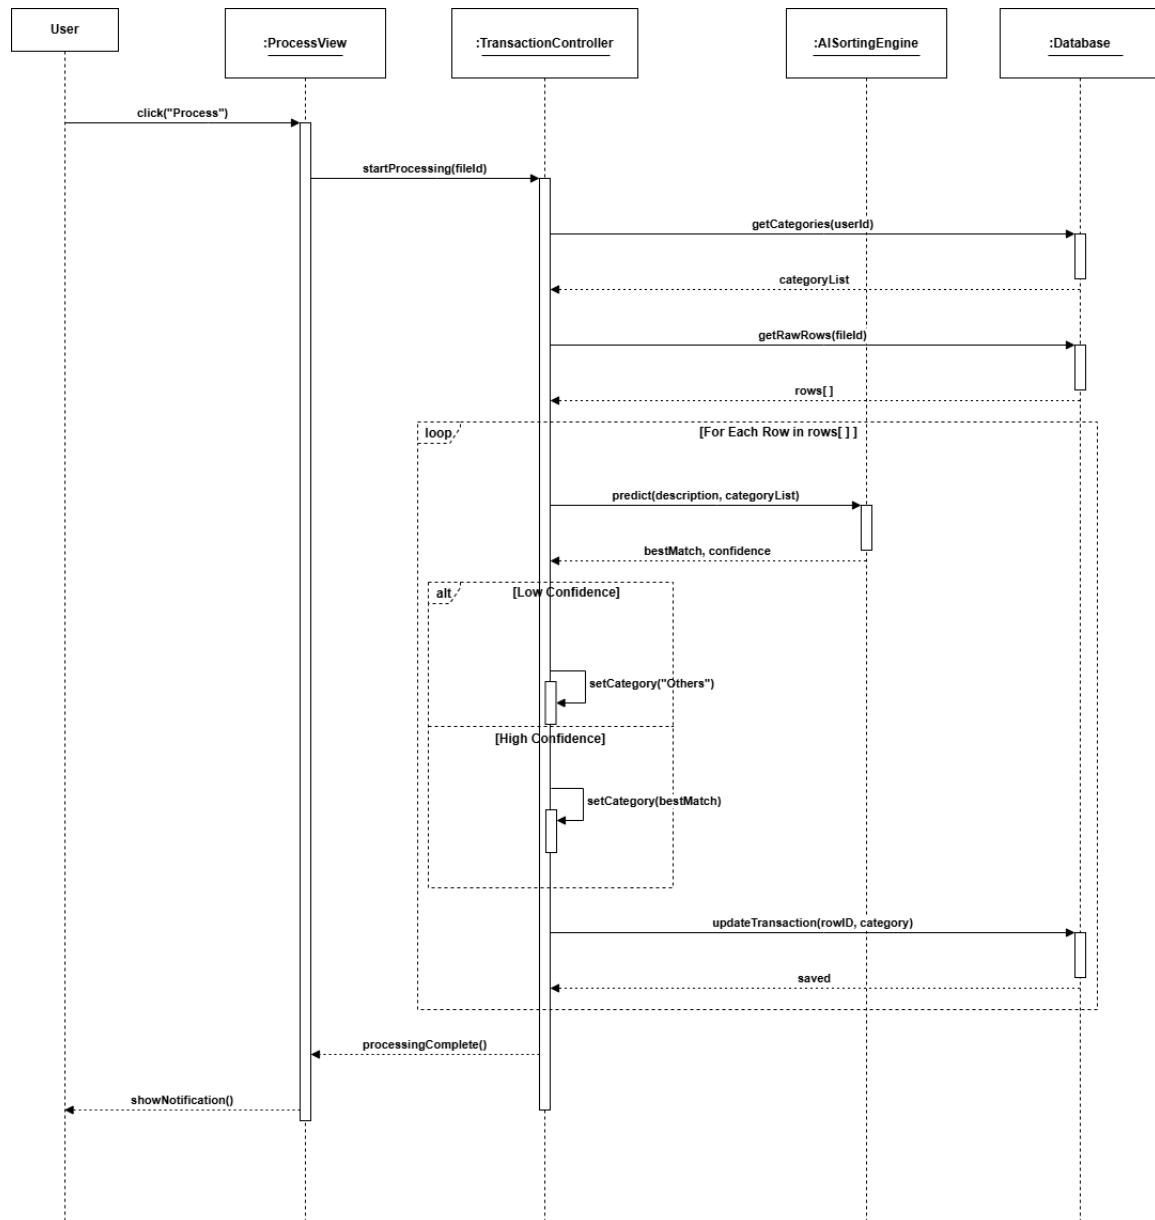 User
:ProcessView
:TransactionController
:AISortingEngine
:Database
click("Process")
startProcessing(fileId)
getCategories(userId)
categoryList
getRawRows(fileId)
rows[ ]
loop
[For Each Row in rows[ ] ]
predict(description, categoryList)
bestMatch, confidence
alt
[Low Confidence]
setCategory("Others")
[High Confidence]
setCategory(bestMatch)
updateTransaction(rowID, category)
saved
processingComplete()
showNotification()